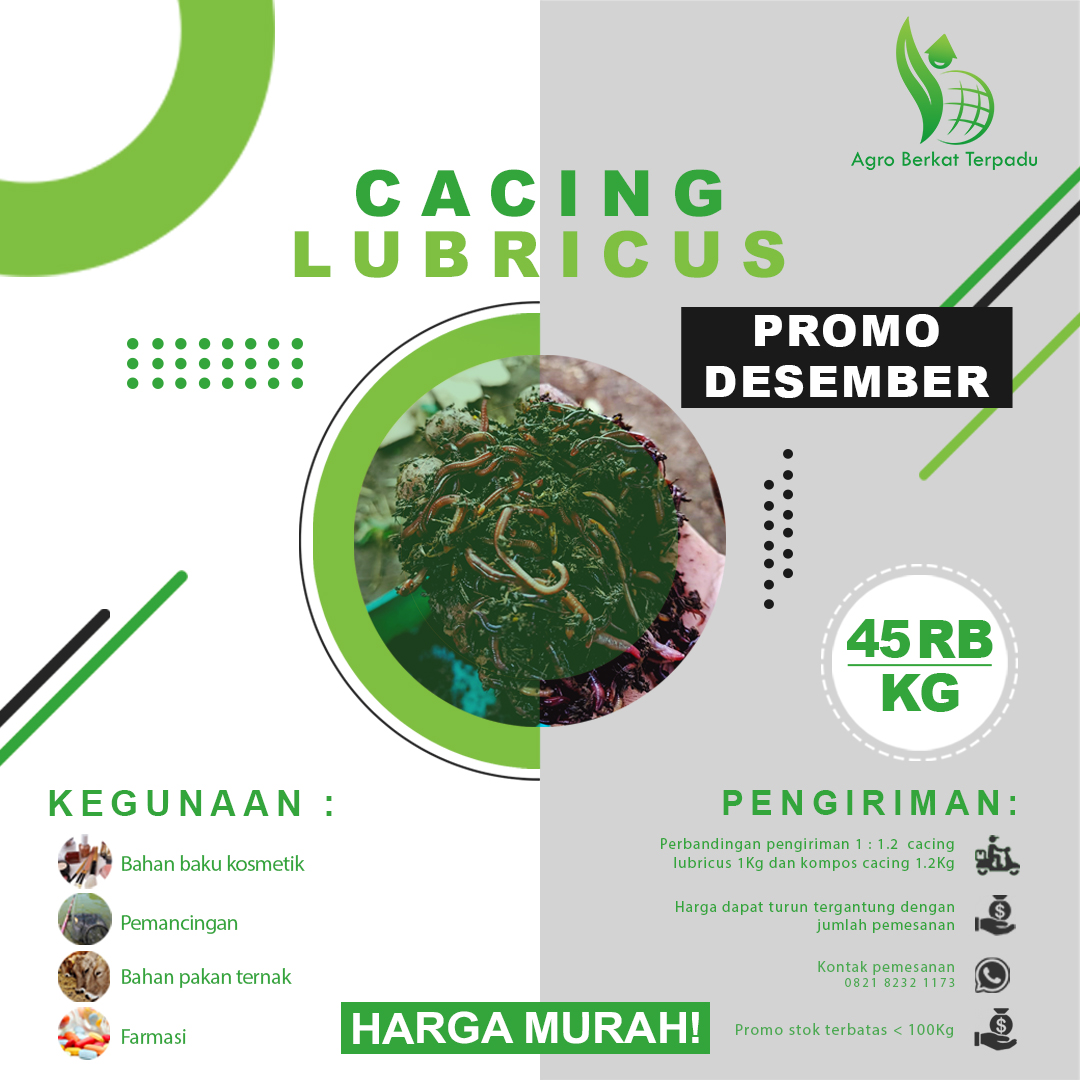 Agro Berkat Terpadu
CACING
LUBRICUS
PROMO
DESEMBER
45RB
KG
KEGUNAAN :
Bahan baku kosmetik
Pemancingan
Bahan pakan ternak
Farmasi
HARGA MURAH!
PENGIRIMAN:
Perbandingan pengiriman 1 : 1.2 cacing
lubricus 1Kg dan kompos cacing 1.2Kg
Harga dapat turun tergantung dengan
jumlah pemesanan
Kontak pemesanan
0821 8232 1173
Promo stok terbatas < 100Kg